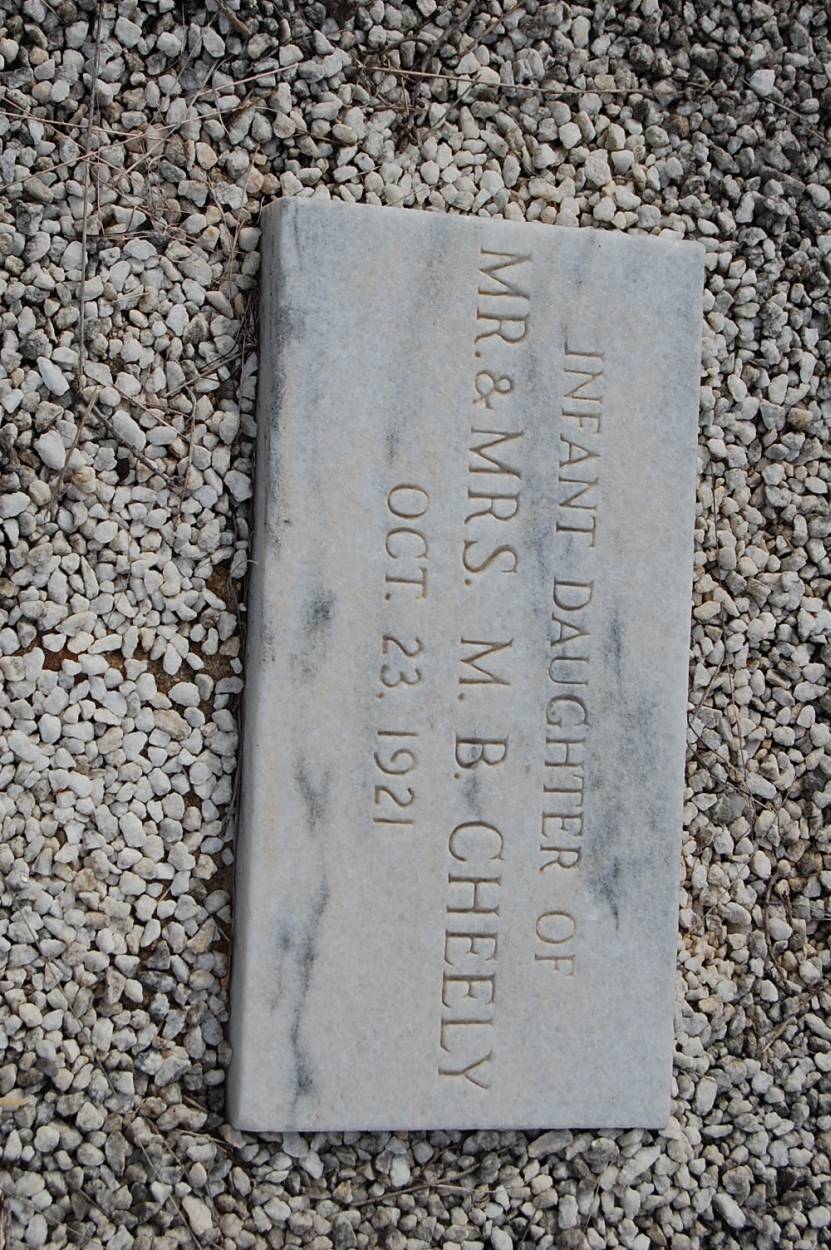 INFANT DAUGHTER OF
MR. & MRS. M. B. CHEELY
OCT. 23, 1921